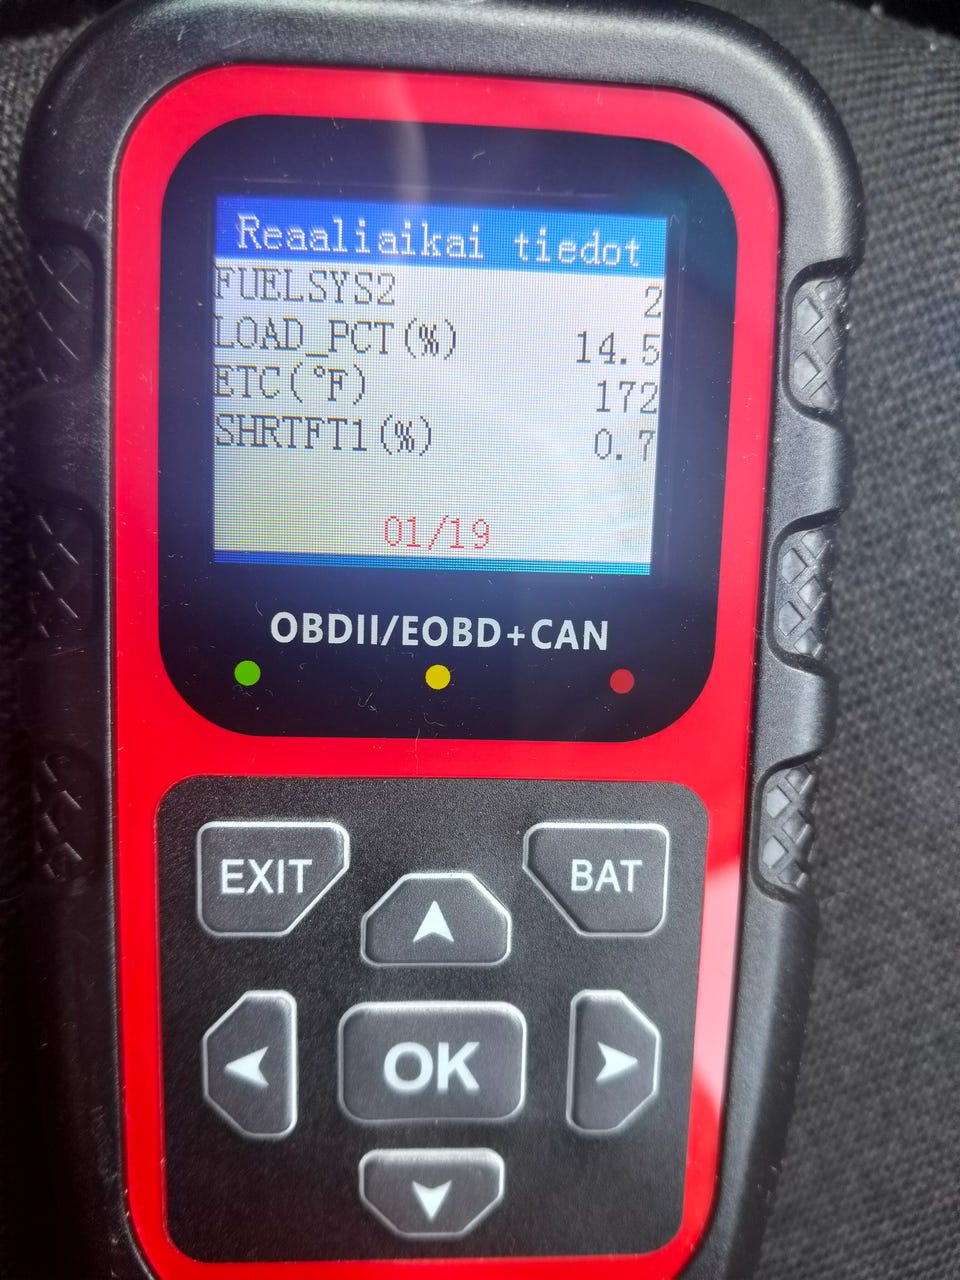 Reaaliaikai tiedot
FUELSYS2 2
LOAD_PCT(%) 14.5
ETC(°F) 172
SHRTFT1(%) 0.7
01/19
OBDII/EOBD+CAN
EXIT
BAT
OK